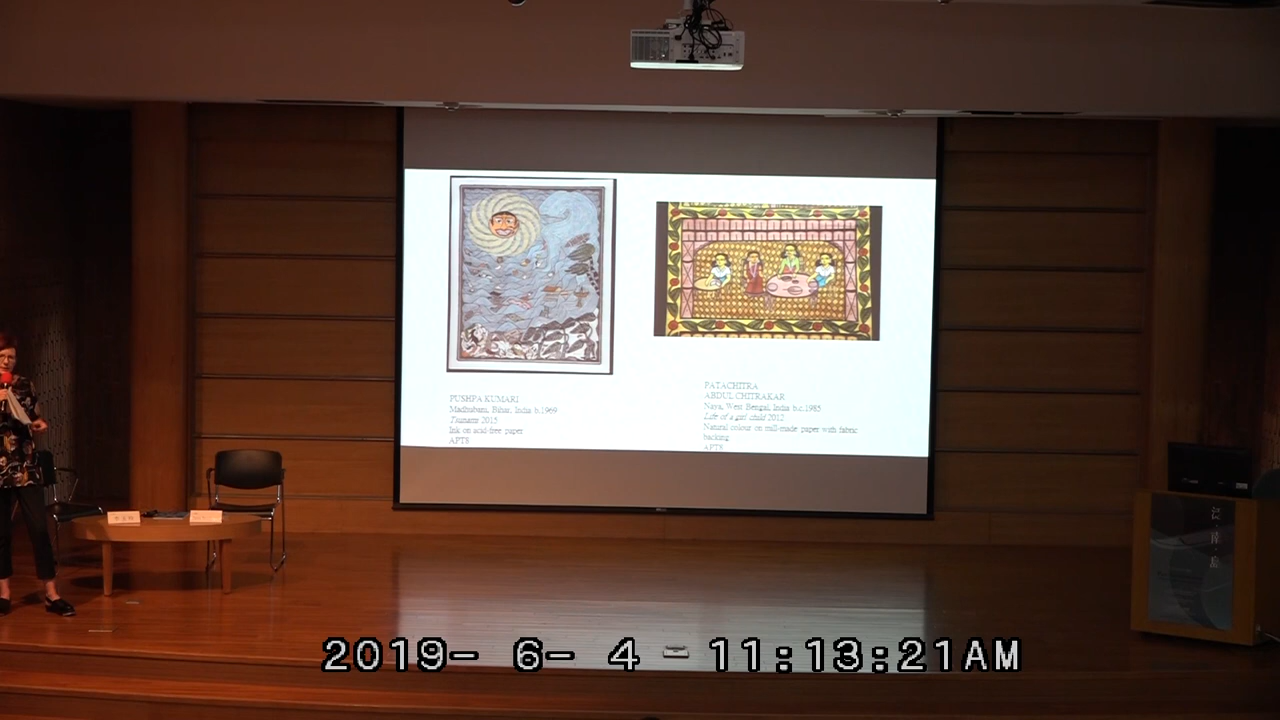 PUSHPA KUMARI
Madhubani, Bihar, India b.1969
Tsunami 2015
Ink on acid-free paper
APT8
PATACHITRA
ABDUL CHITRAKAR
Naya, West Bengal, India b.c.1985
Life of a girl child 2012
Natural colour on mill-made paper with fabric
backing
APT8
2019- 6- 4 - 11:13:21AM